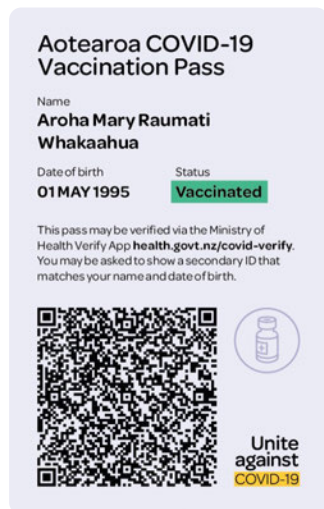 Aotearoa COVID-19
Vaccination Pass
Name
Aroha Mary Raumati
Whakaahua
Date of birth
Status
01 MAY 1995
Vaccinated
This pass may be verified via the Ministry of
Health Verify App health.govt.nz/covid-verify.
You may be asked to show a secondary ID that
matches your name and date of birth.
Unite
against
COVID-19